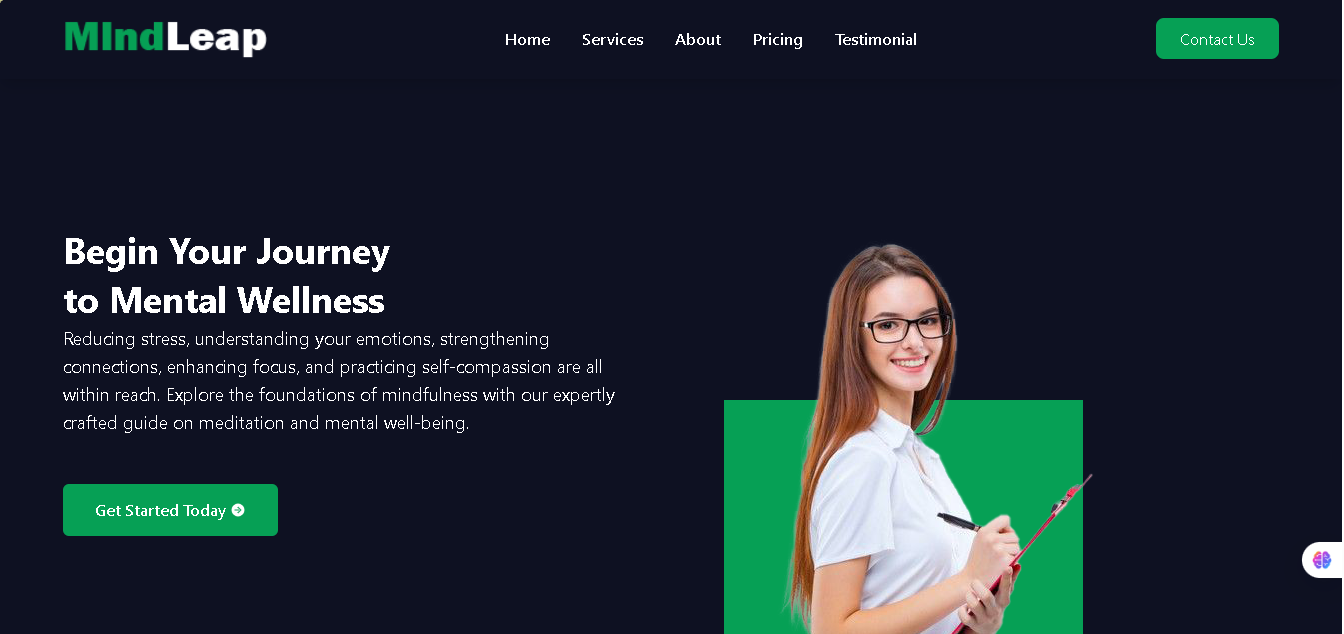 MIndLeap
Home
Services
About
Pricing
Testimonial
Contact Us
Begin Your Journey
to Mental Wellness
Reducing stress, understanding your emotions, strengthening
connections, enhancing focus, and practicing self-compassion are all
within reach. Explore the foundations of mindfulness with our expertly
crafted guide on meditation and mental well-being.
Get Started Today